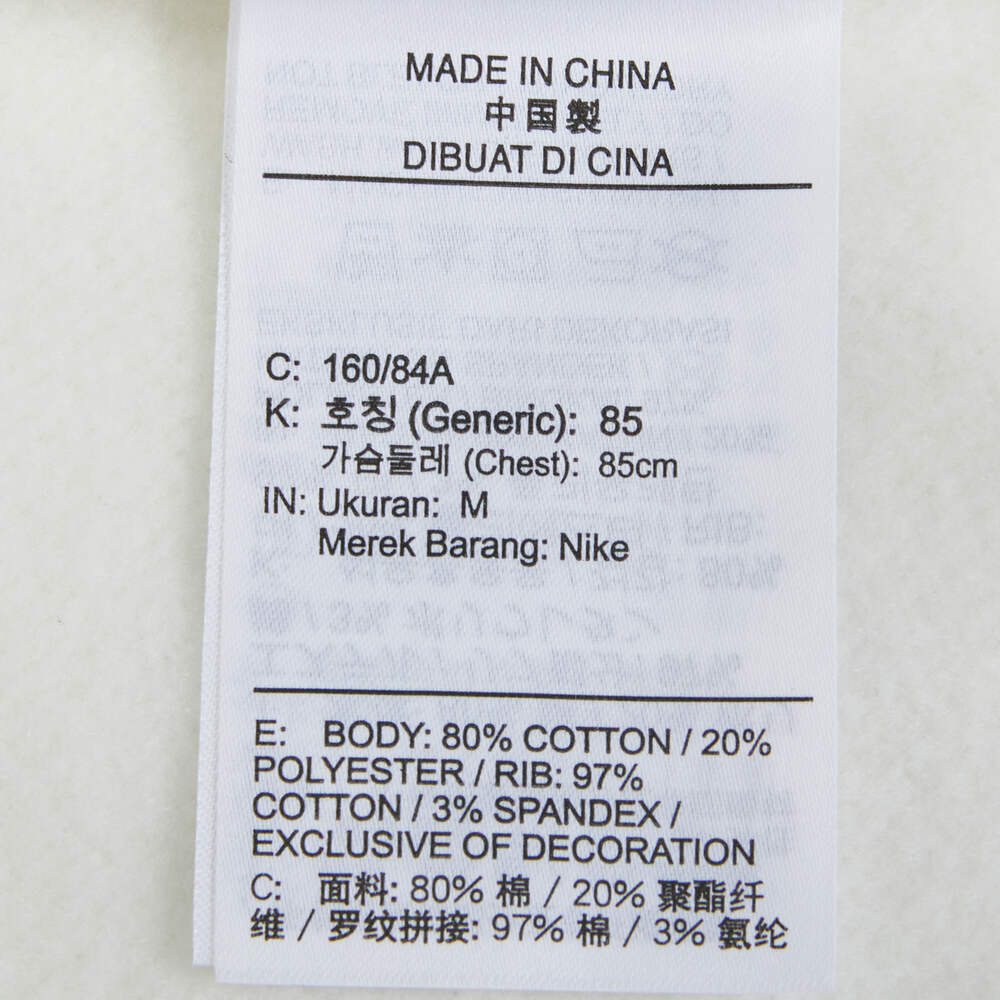 MADE IN CHINA
中国製
DIBUAT DI CINA
C: 160/84A
K: 호칭 (Generic): 85
가슴둘레 (Chest): 85cm
IN: Ukuran: M
Merek Barang: Nike
E: BODY: 80% COTTON / 20%
POLYESTER / RIB: 97%
COTTON / 3% SPANDEX /
EXCLUSIVE OF DECORATION
C: 面料: 80% 棉 / 20% 聚酯纤
维 / 罗纹拼接: 97% 棉 / 3% 氨纶